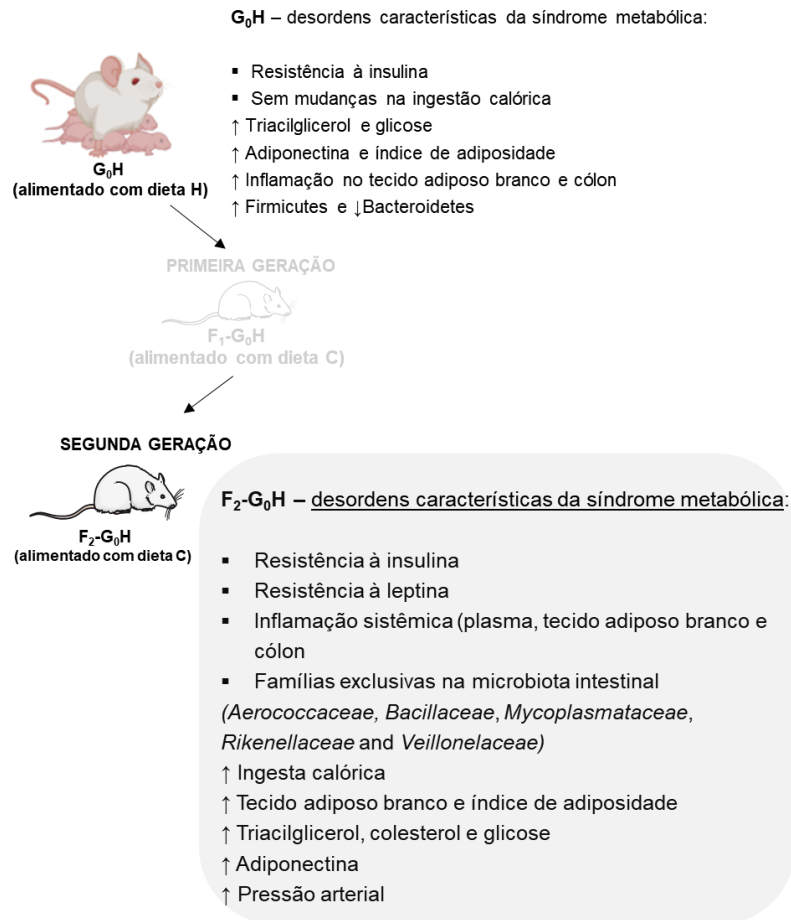 G₀H – desordens características da síndrome metabólica:
▪ Resistência à insulina
▪ Sem mudanças na ingestão calórica
↑ Triacilglicerol e glicose
↑ Adiponectina e índice de adiposidade
↑ Inflamação no tecido adiposo branco e cólon
↑ Firmicutes e ↓Bacteroidetes
G₀H
(alimentado com dieta H)
PRIMEIRA GERAÇÃO
F₁-G₀H
(alimentado com dieta C)
SEGUNDA GERAÇÃO
F₂-G₀H
(alimentado com dieta C)
F₂-G₀H – desordens características da síndrome metabólica:
▪ Resistência à insulina
▪ Resistência à leptina
▪ Inflamação sistêmica (plasma, tecido adiposo branco e
cólon
▪ Famílias exclusivas na microbiota intestinal
(Aerococcaceae, Bacillaceae, Mycoplasmataceae,
Rikenellaceae and Veillonelaceae)
↑ Ingesta calórica
↑ Tecido adiposo branco e índice de adiposidade
↑ Triacilglicerol, colesterol e glicose
↑ Adiponectina
↑ Pressão arterial